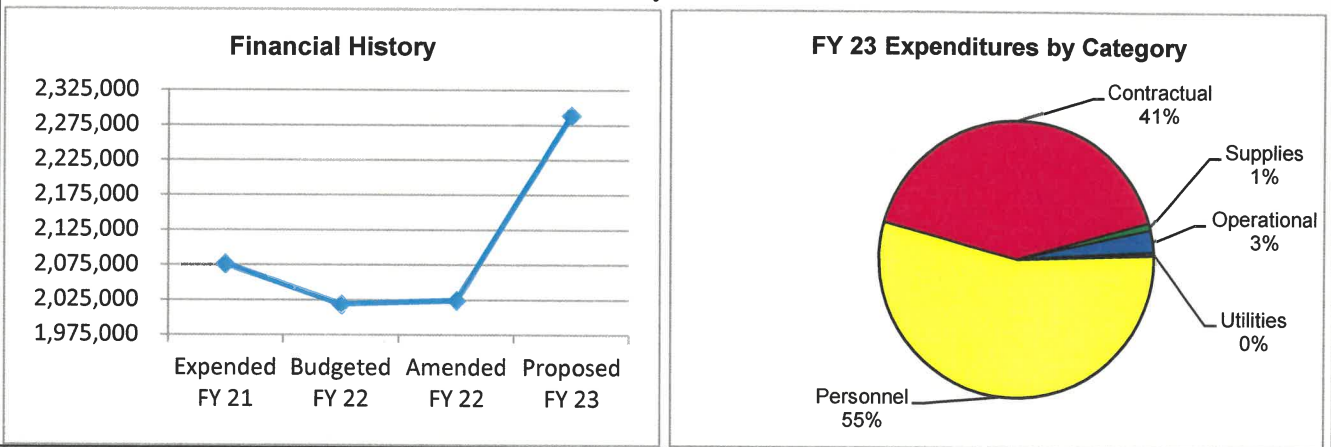 Financial History
2,325,000
2,275,000
2,225,000
2,175,000
2,125,000
2,075,000
2,025,000
1,975,000
Expended Budgeted Amended Proposed
FY 21 FY 22 FY 22 FY 23
FY 23 Expenditures by Category
Contractual
41%
Supplies
1%
Operational
3%
Utilities
0%
Personnel
55%